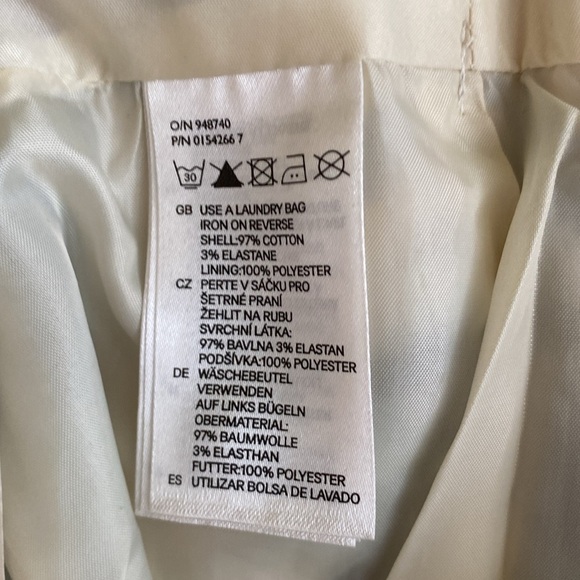 O/N 948740
P/N 0154266 7
30
GB USE A LAUNDRY BAG
IRON ON REVERSE
SHELL:97% COTTON
3% ELASTANE
LINING:100% POLYESTER
CZ PERTE V SÁČKU PRO
ŠETRNÉ PRANÍ
ŽEHLIT NA RUBU
SVRCHNÍ LÁTKA:
97% BAVLNA 3% ELASTAN
PODŠÍVKA:100% POLYESTER
DE WÄSCHEBEUTEL
VERWENDEN
AUF LINKS BÜGELN
OBERMATERIAL:
97% BAUMWOLLE
3% ELASTHAN
FUTTER:100% POLYESTER
ES UTILIZAR BOLSA DE LAVADO